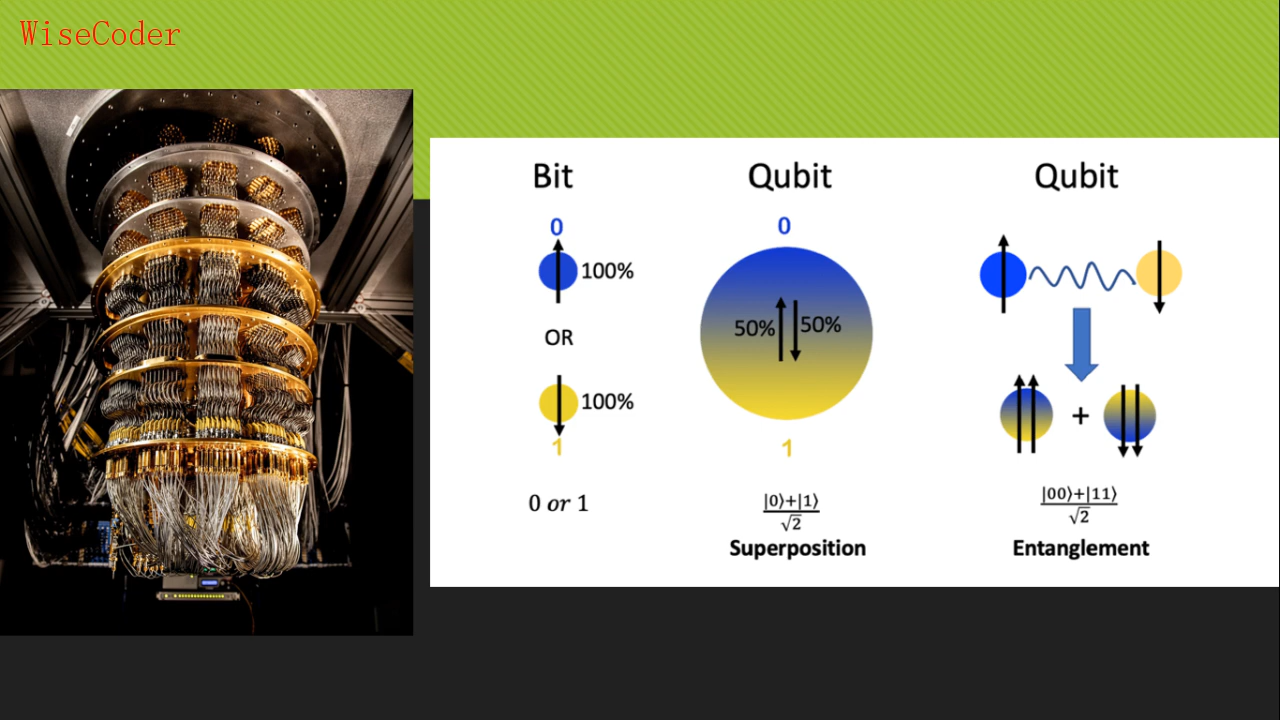 WiseCoder
Bit
0
100%
OR
100%
1
0 or 1
Qubit
0
50% 50%
1
|0⟩+|1⟩
√2
Superposition
Qubit
+
|00⟩+|11⟩
√2
Entanglement